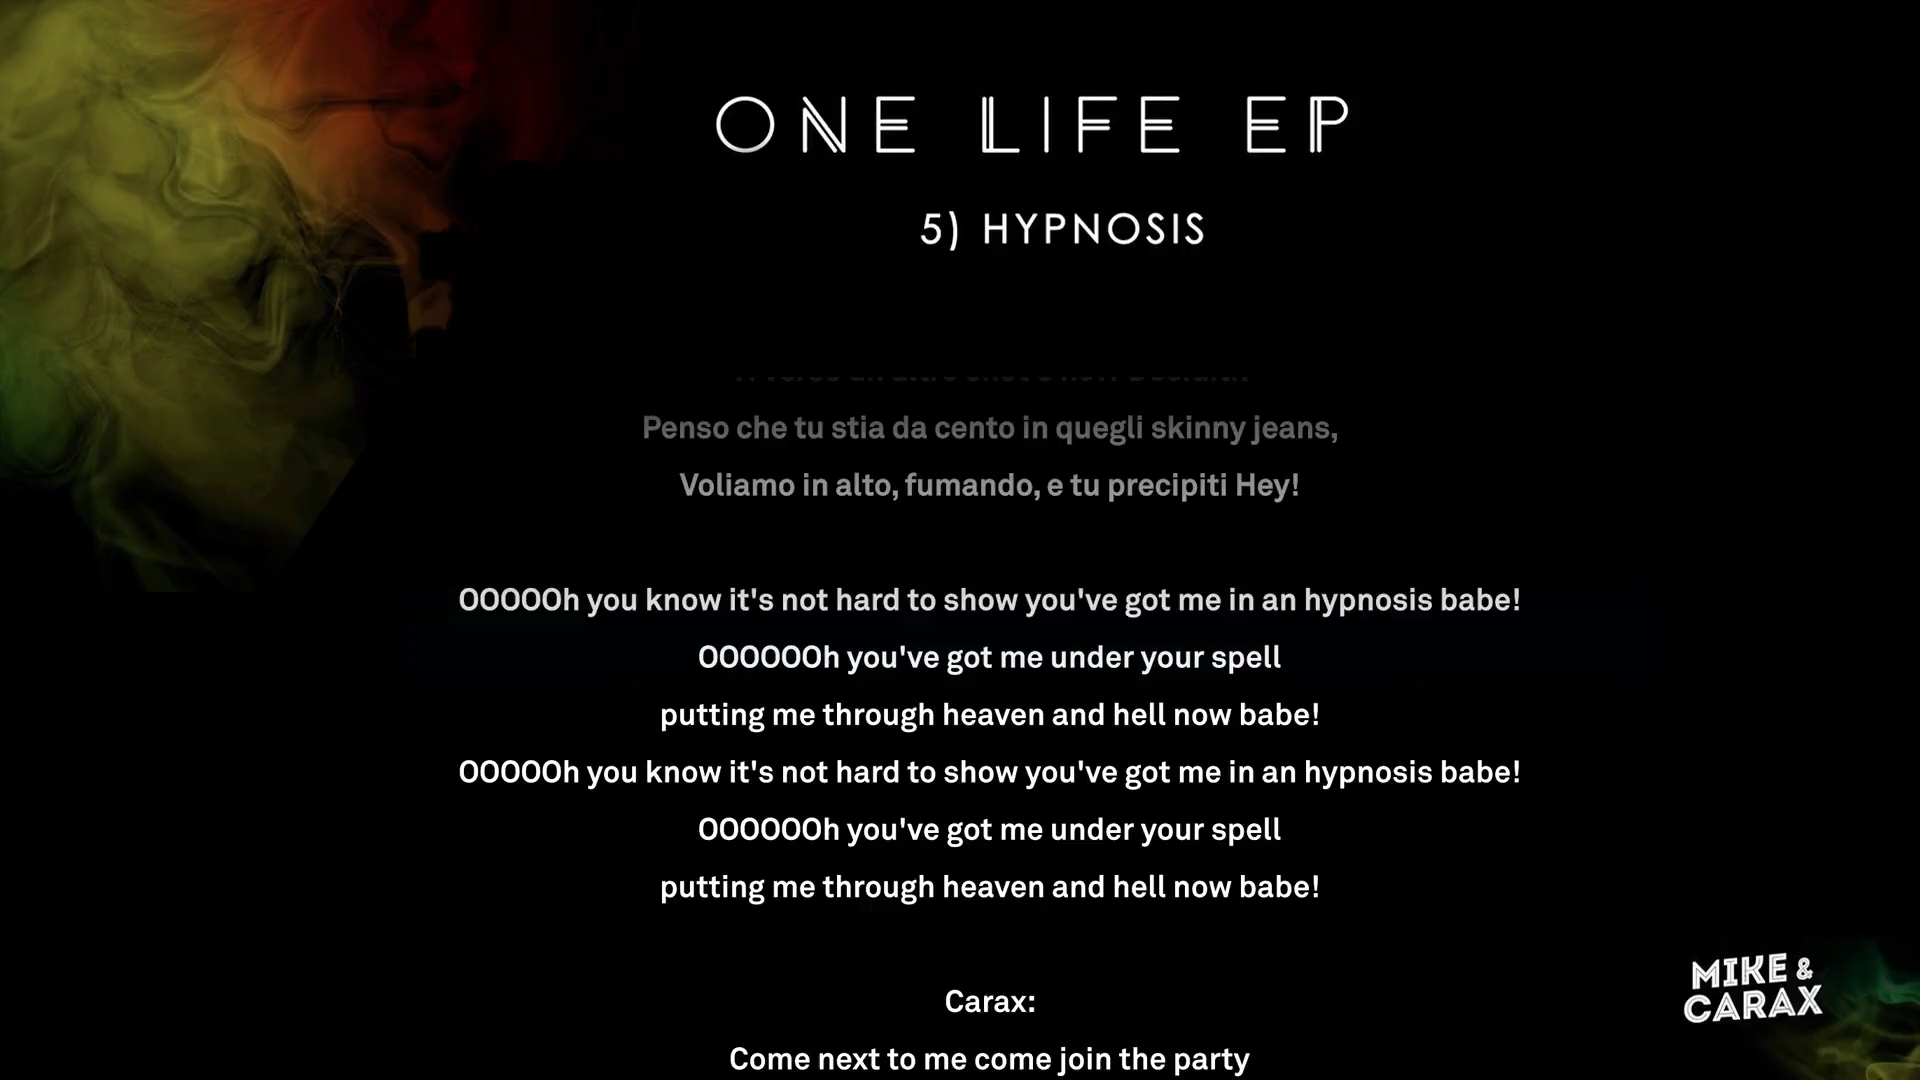 ONE LIFE EP
5) HYPNOSIS
Penso che tu stia da cento in quegli skinny jeans,
Voliamo in alto, fumando, e tu precipiti Hey!
OOOOOh you know it's not hard to show you've got me in an hypnosis babe!
OOOOOOh you've got me under your spell
putting me through heaven and hell now babe!
OOOOOh you know it's not hard to show you've got me in an hypnosis babe!
OOOOOOh you've got me under your spell
putting me through heaven and hell now babe!
Carax:
Come next to me come join the party
MIKE &
CARAX